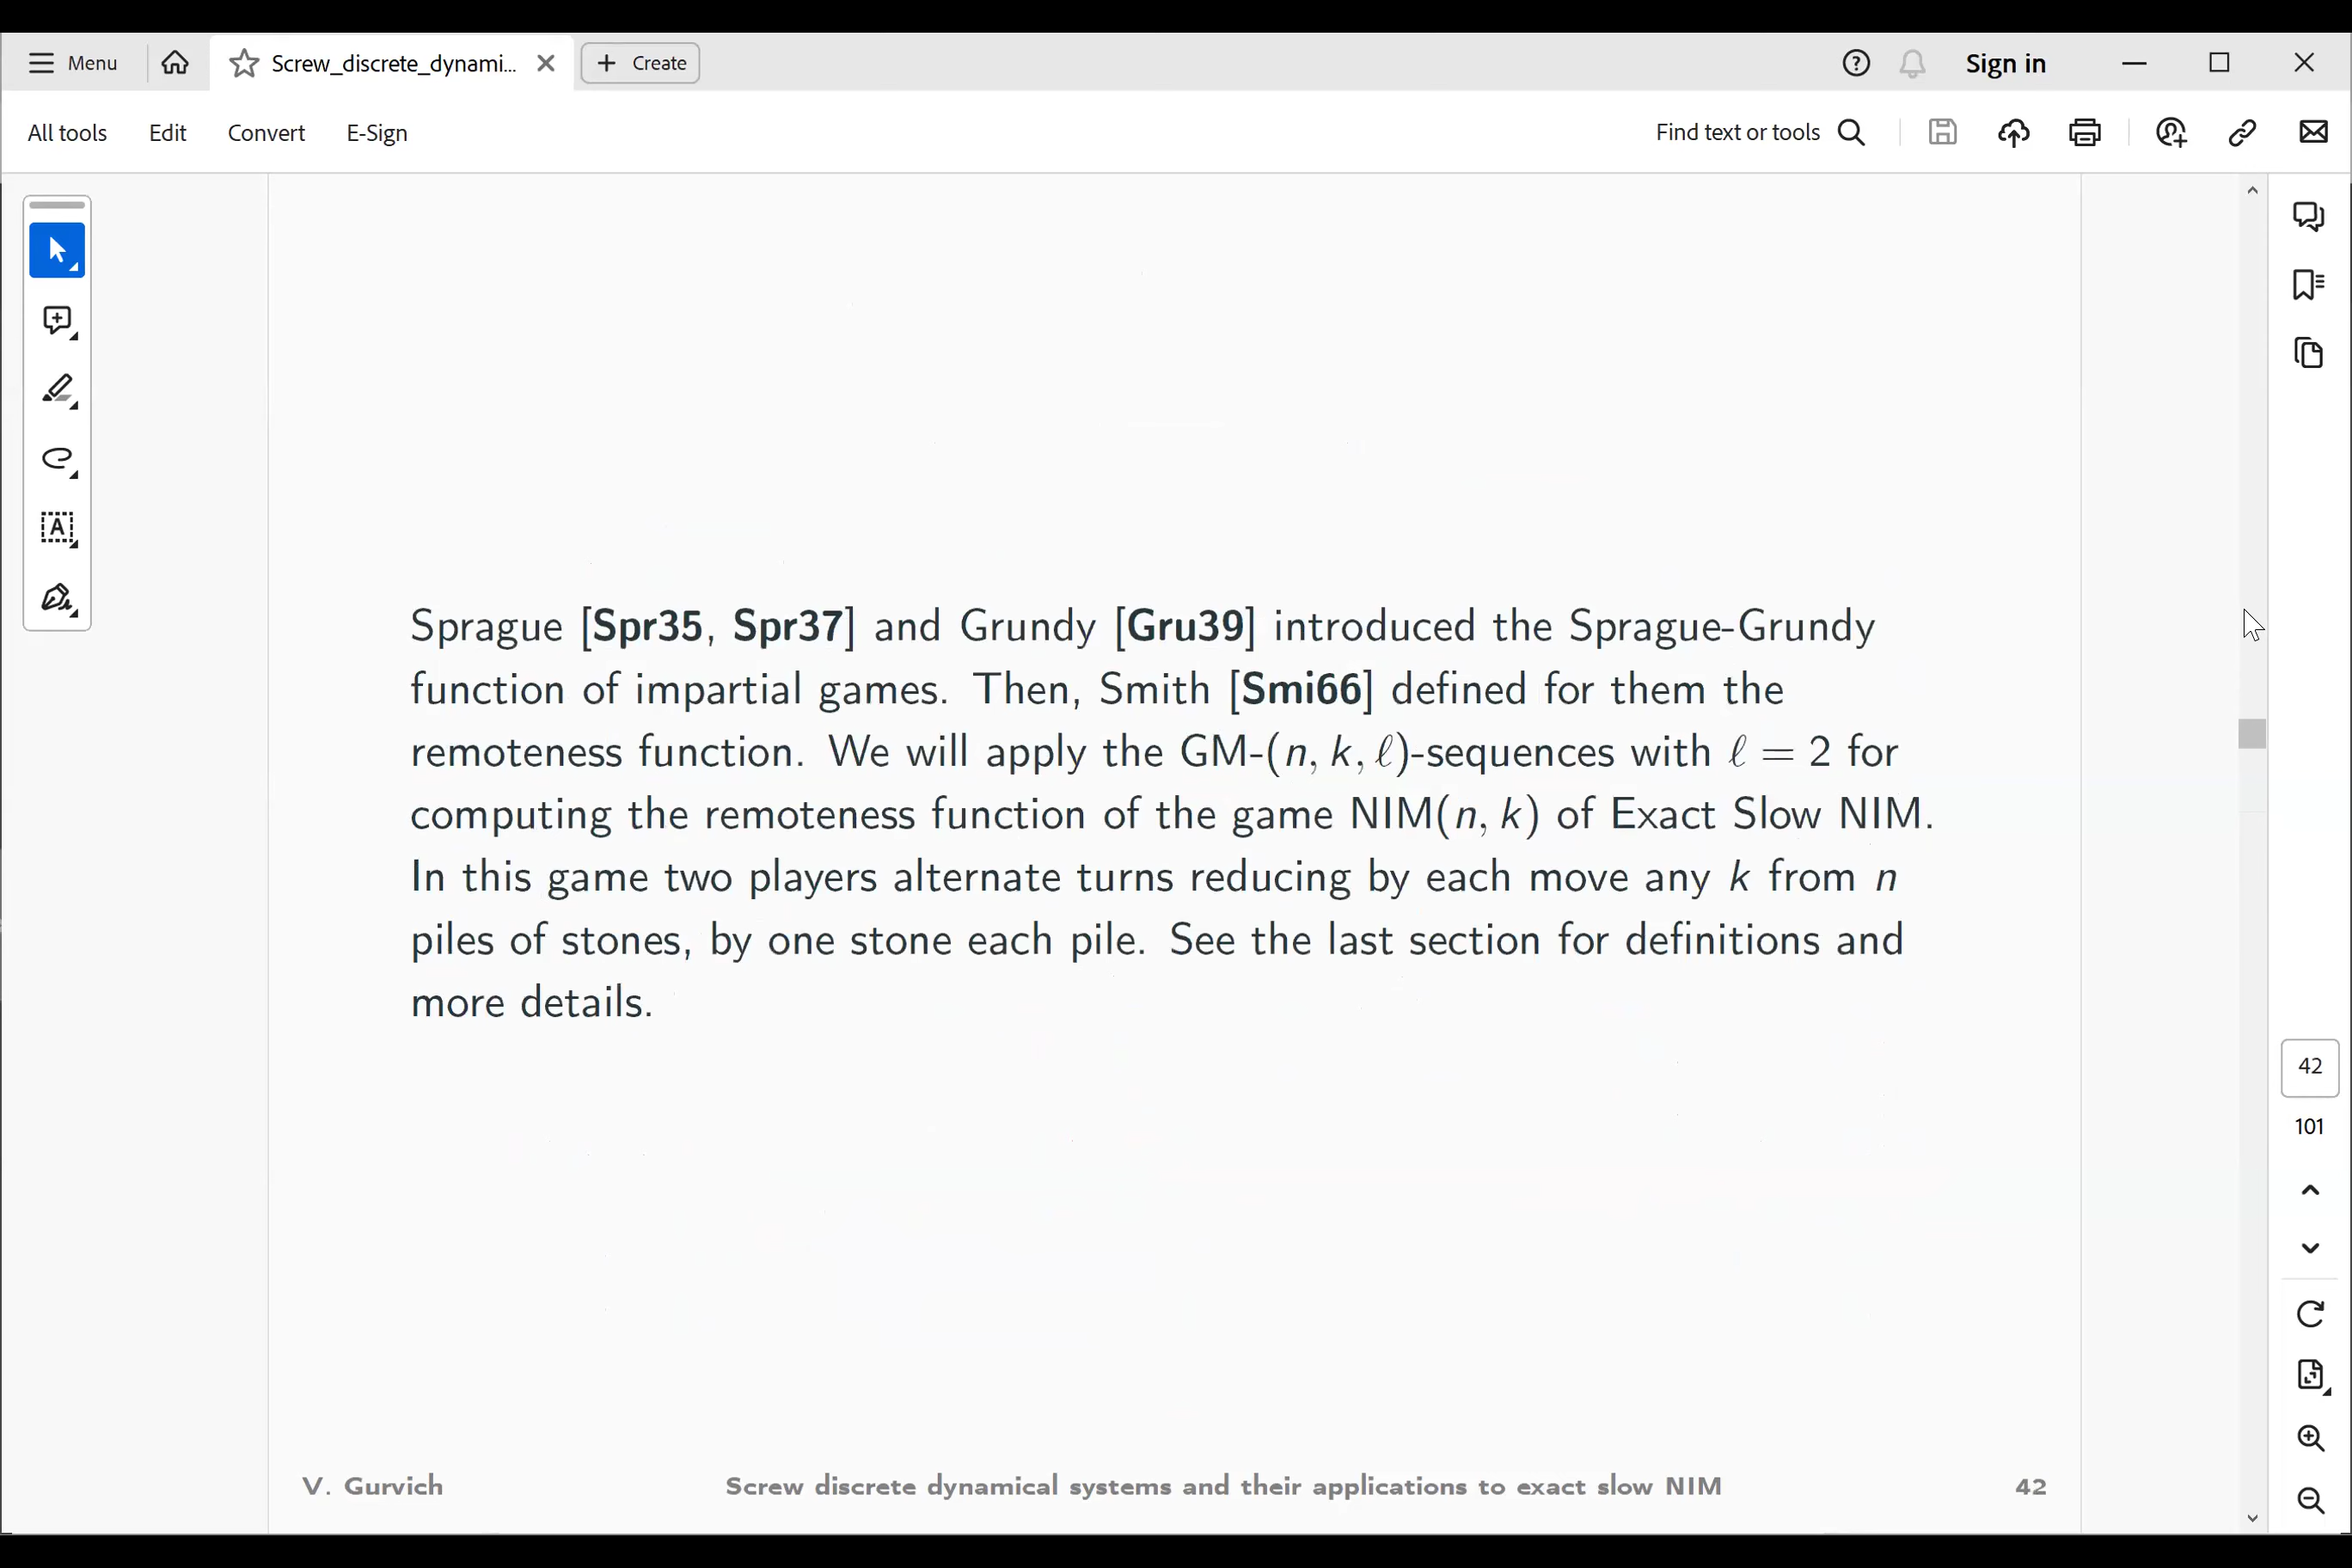 Menu
Screw_discrete_dynami...
Create
Sign in
All tools
Edit
Convert
E-Sign
Find text or tools
Sprague [Spr35, Spr37] and Grundy [Gru39] introduced the Sprague-Grundy
function of impartial games. Then, Smith [Smi66] defined for them the
remoteness function. We will apply the GM-(n, k, ℓ)-sequences with ℓ = 2 for
computing the remoteness function of the game NIM(n, k) of Exact Slow NIM.
In this game two players alternate turns reducing by each move any k from n
piles of stones, by one stone each pile. See the last section for definitions and
more details.
42
101
V. Gurvich
Screw discrete dynamical systems and their applications to exact slow NIM
42